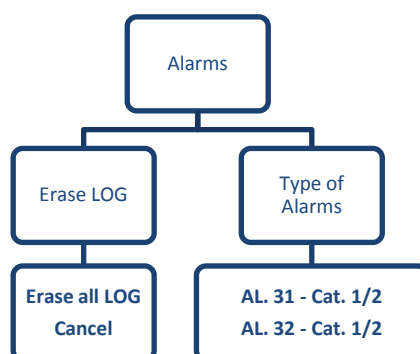 Alarms
Erase LOG
Type of
Alarms
Erase all LOG
Cancel
AL. 31 - Cat. 1/2
AL. 32 - Cat. 1/2